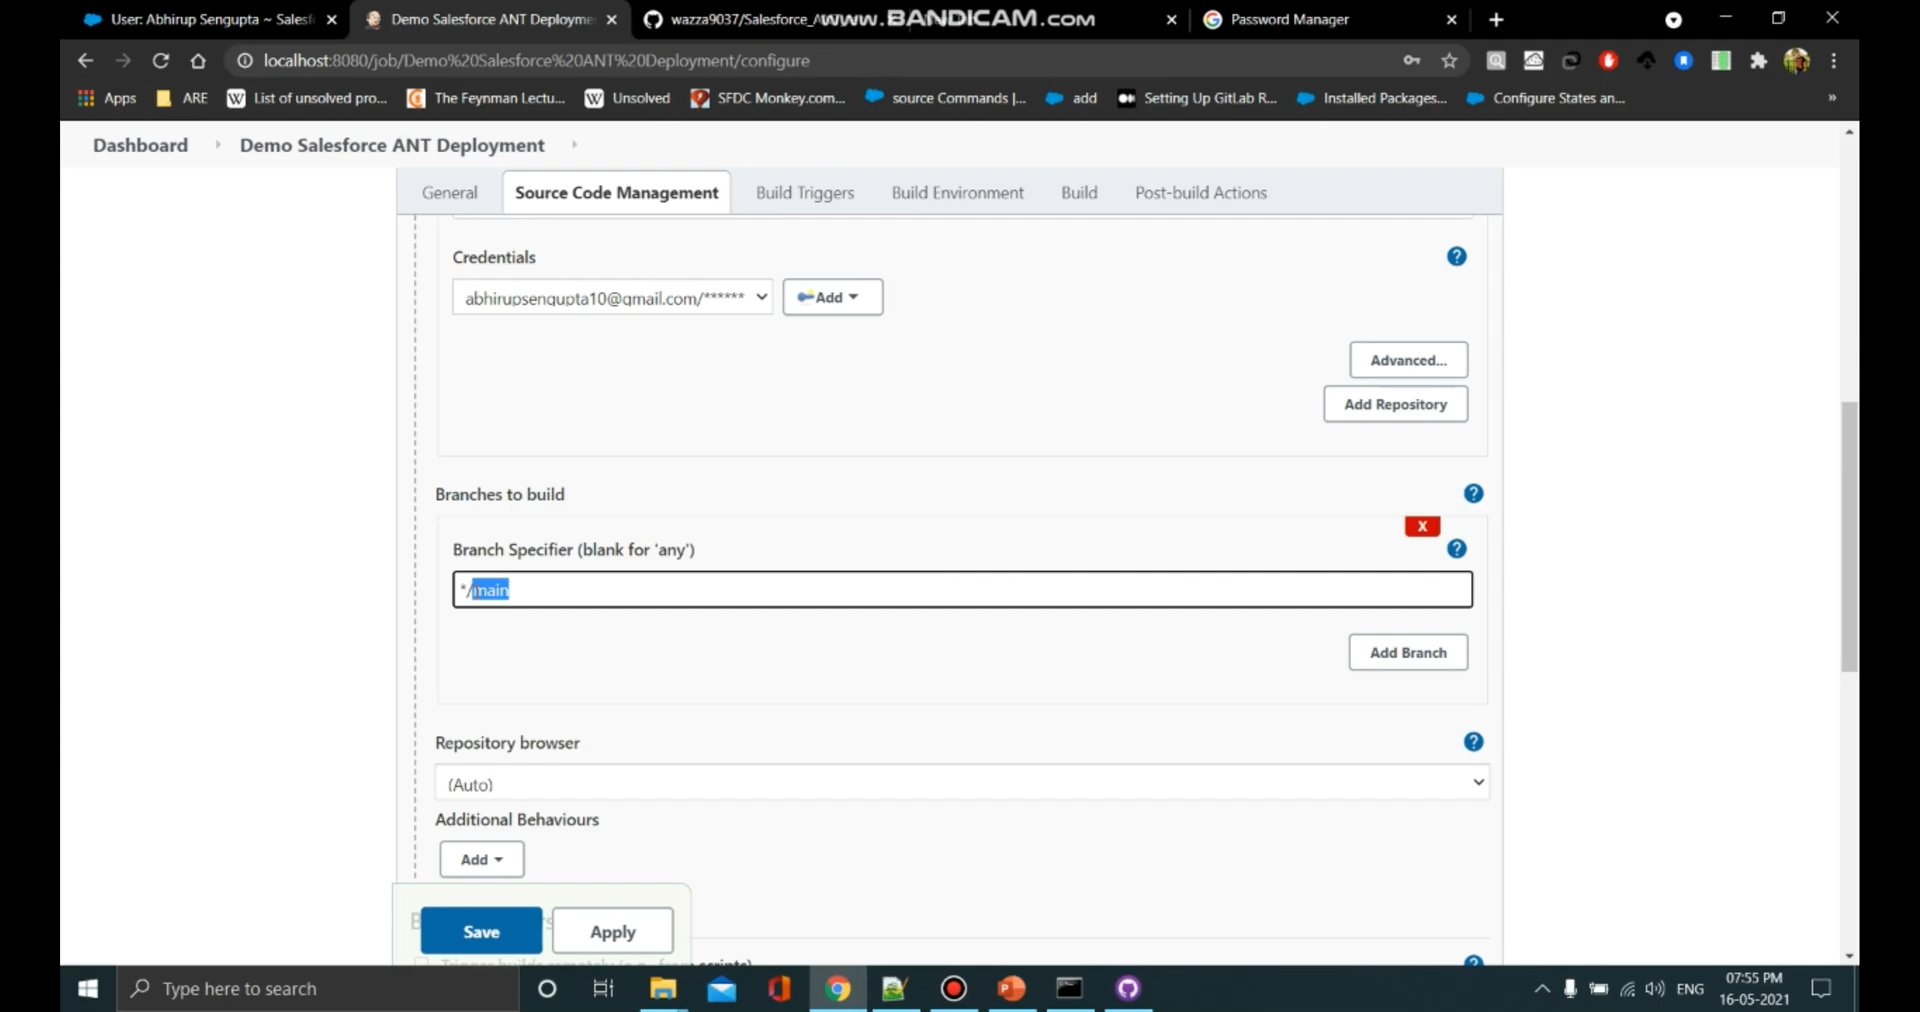 User: Abhirup Sengupta ~ Salesf
Demo Salesforce ANT Deployme
wazza9037/Salesforce_A
www.BANDICAM.com
Password Manager
localhost:8080/job/Demo%20Salesforce%20ANT%20Deployment/configure
Apps
ARE
List of unsolved pro...
The Feynman Lectu...
Unsolved
SFDC Monkey.com...
source Commands |...
add
Setting Up GitLab R...
Installed Packages...
Configure States an...
»
Dashboard
Demo Salesforce ANT Deployment
General
Source Code Management
Build Triggers
Build Environment
Build
Post-build Actions
Credentials
?
abhirupsengupta10@gmail.com/******
Add
Advanced...
Add Repository
Branches to build
?
X
Branch Specifier (blank for 'any')
?
*/main
Add Branch
Repository browser
?
(Auto)
Additional Behaviours
Add
Save
Apply
Trigger builds remotely (e.g., from scripts)
?
Type here to search
ENG
07:55 PM
16-05-2021